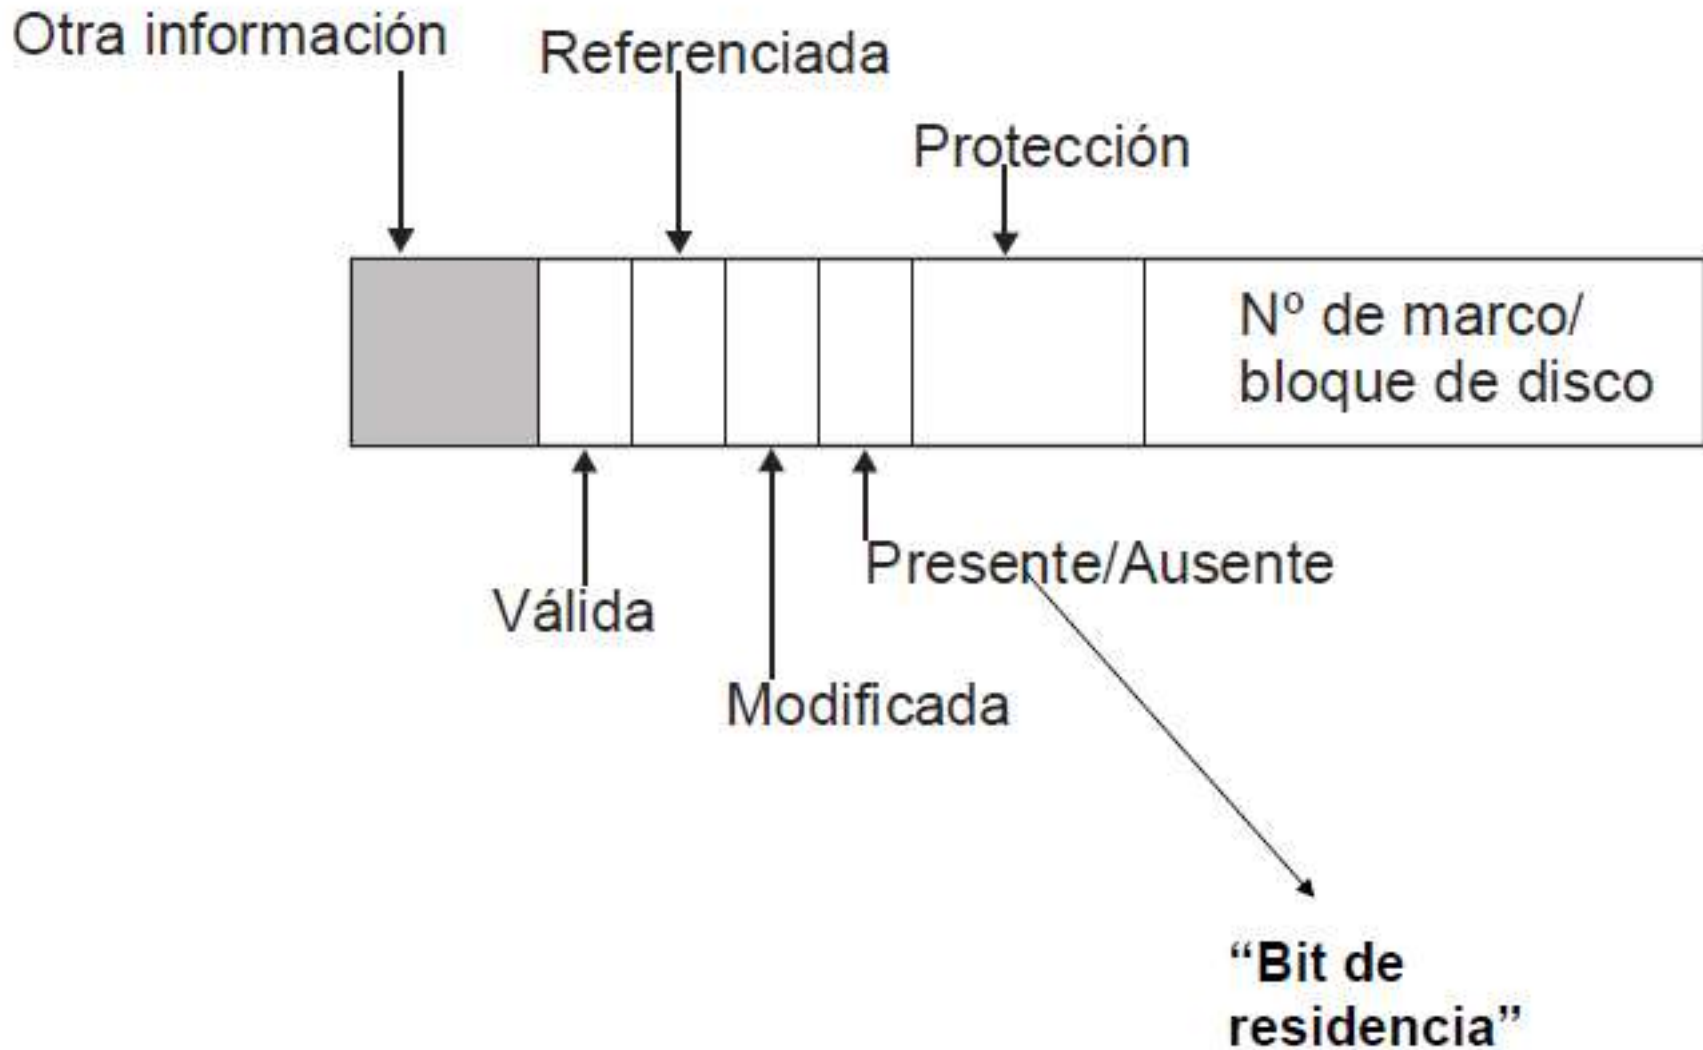 Otra información
Referenciada
Protección
Nº de marco/
bloque de disco
Presente/Ausente
Válida
Modificada
“Bit de
residencia”